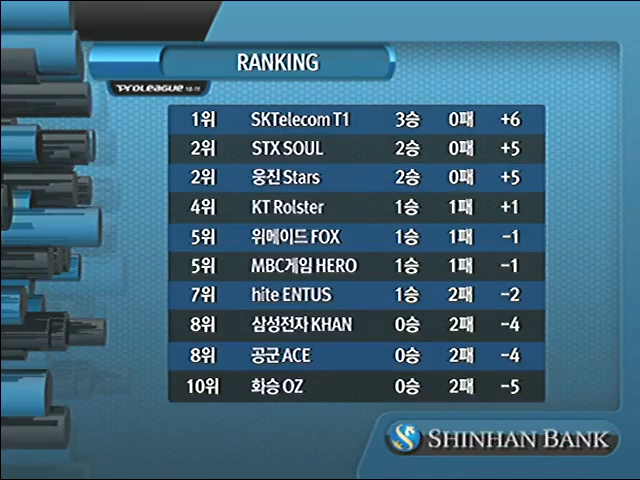 RANKING
PROLEAGUE 10-11
1위 SKTelecom T1 3승 0패 +6
2위 STX SOUL 2승 0패 +5
2위 웅진 Stars 2승 0패 +5
4위 KT Rolster 1승 1패 +1
5위 위메이드 FOX 1승 1패 -1
5위 MBC게임 HERO 1승 1패 -1
7위 hite ENTUS 1승 2패 -2
8위 삼성전자 KHAN 0승 2패 -4
8위 공군 ACE 0승 2패 -4
10위 화승 OZ 0승 2패 -5
SHINHAN BANK